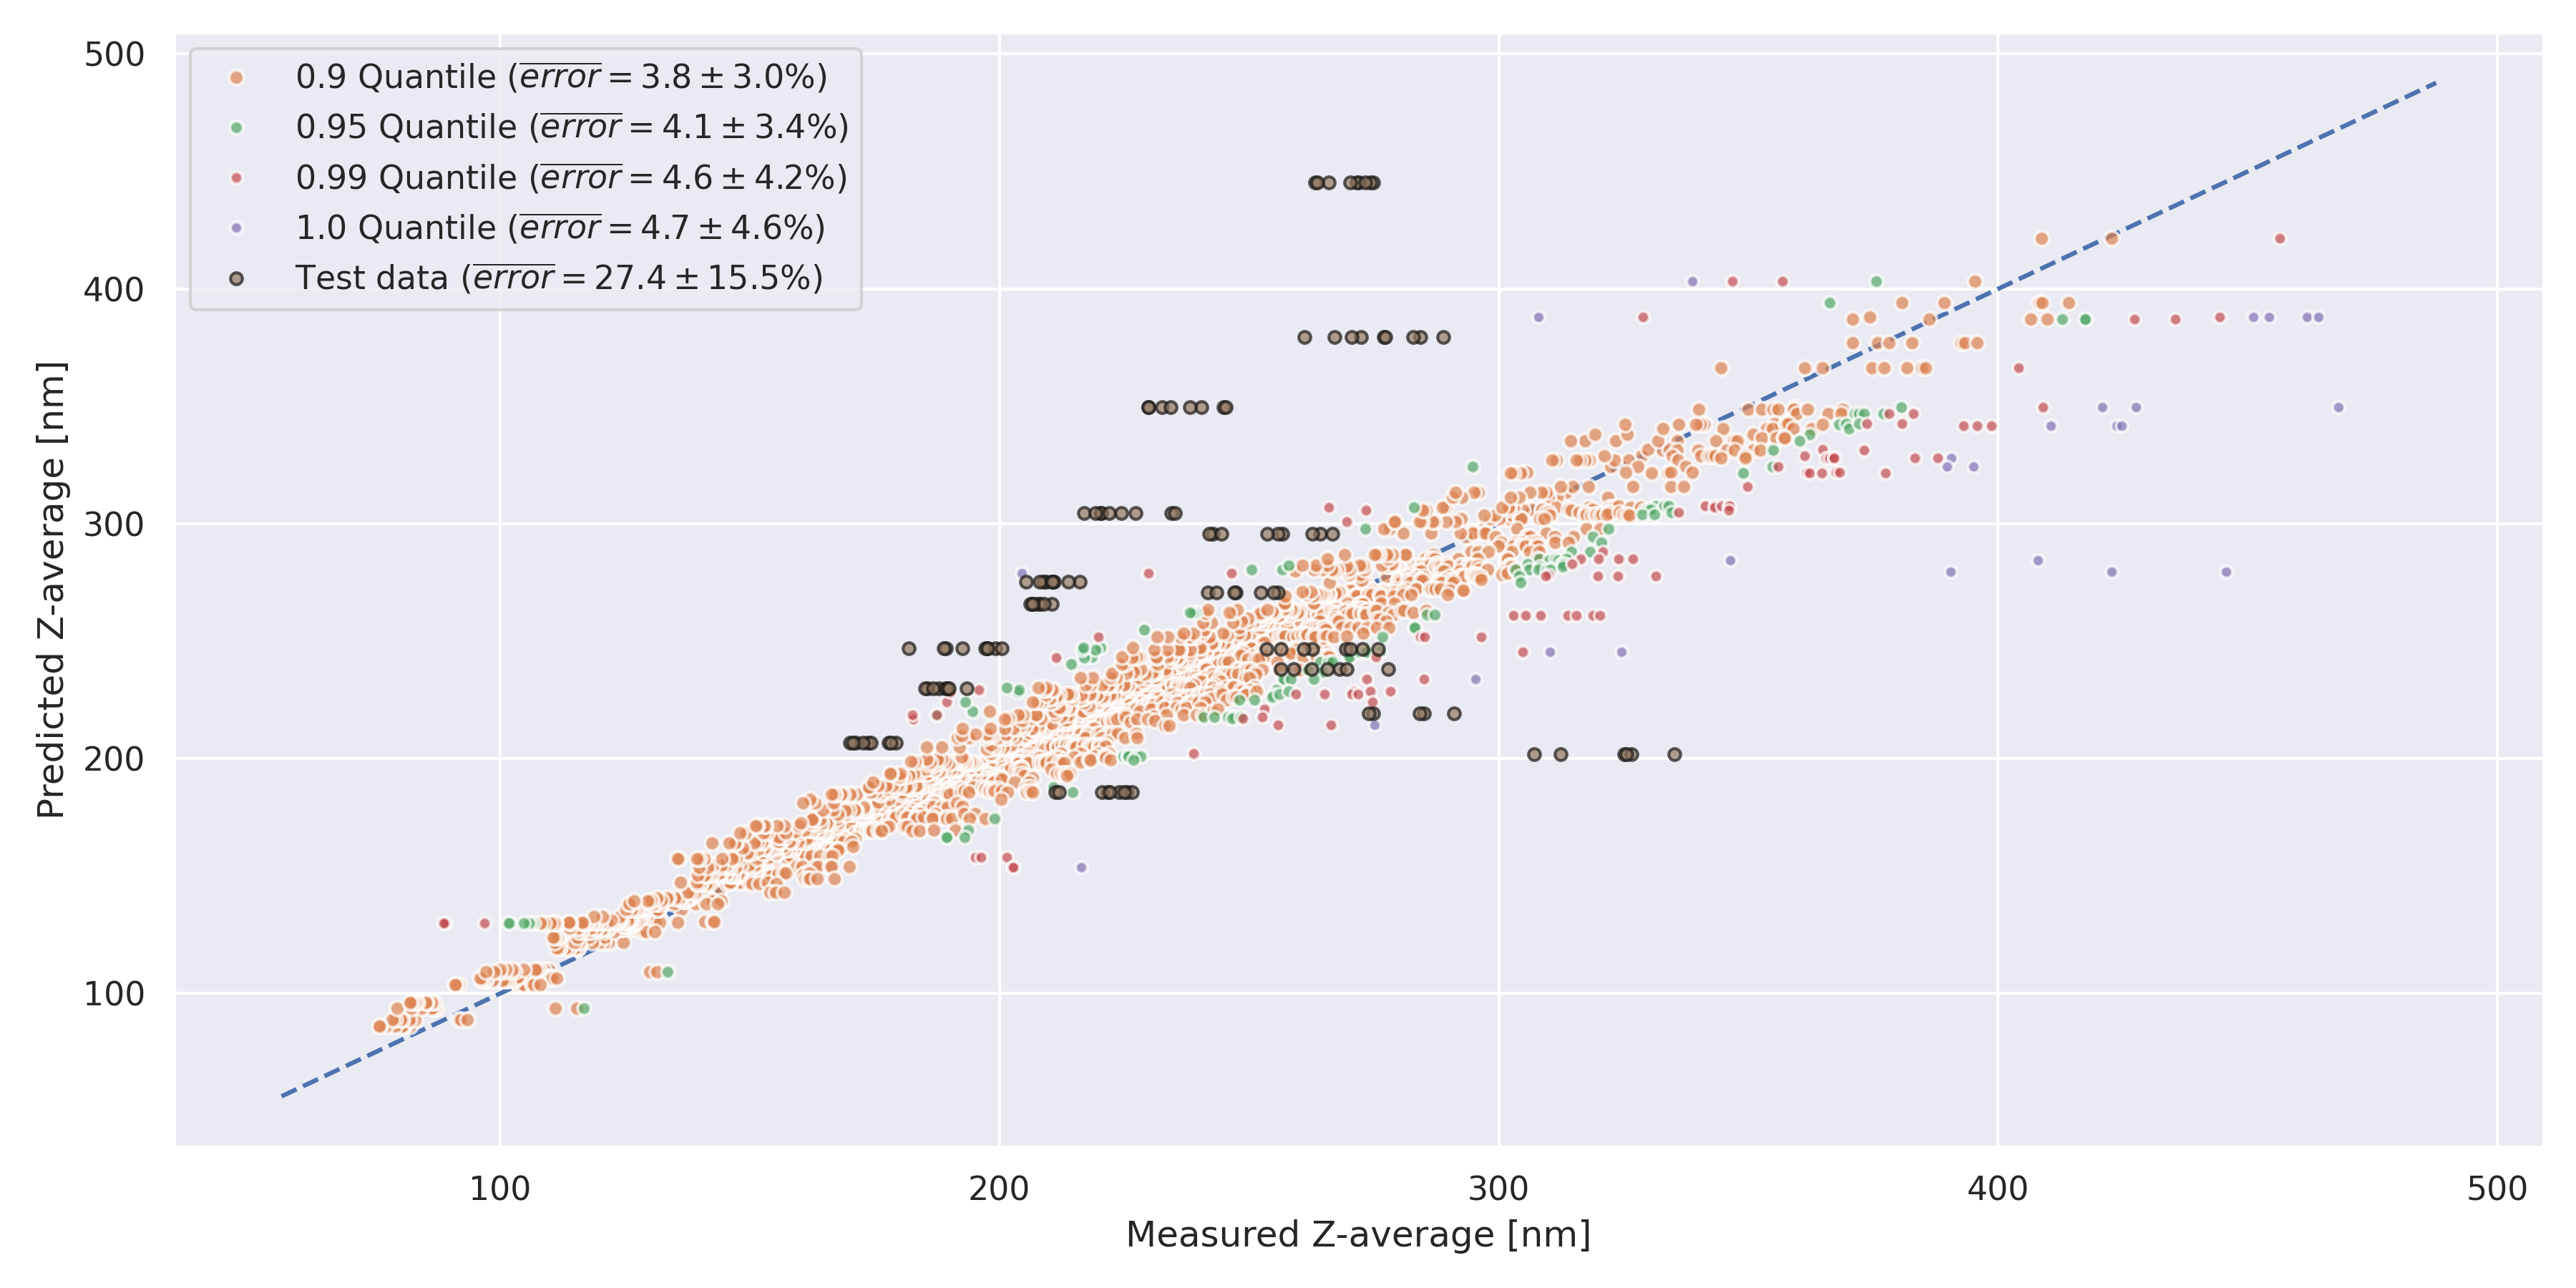 500
400
300
200
100
Predicted Z-average [nm]
0.9 Quantile (error = 3.8 ± 3.0%)
0.95 Quantile (error = 4.1 ± 3.4%)
0.99 Quantile (error = 4.6 ± 4.2%)
1.0 Quantile (error = 4.7 ± 4.6%)
Test data (error = 27.4 ± 15.5%)
100 200 300 400 500
Measured Z-average [nm]